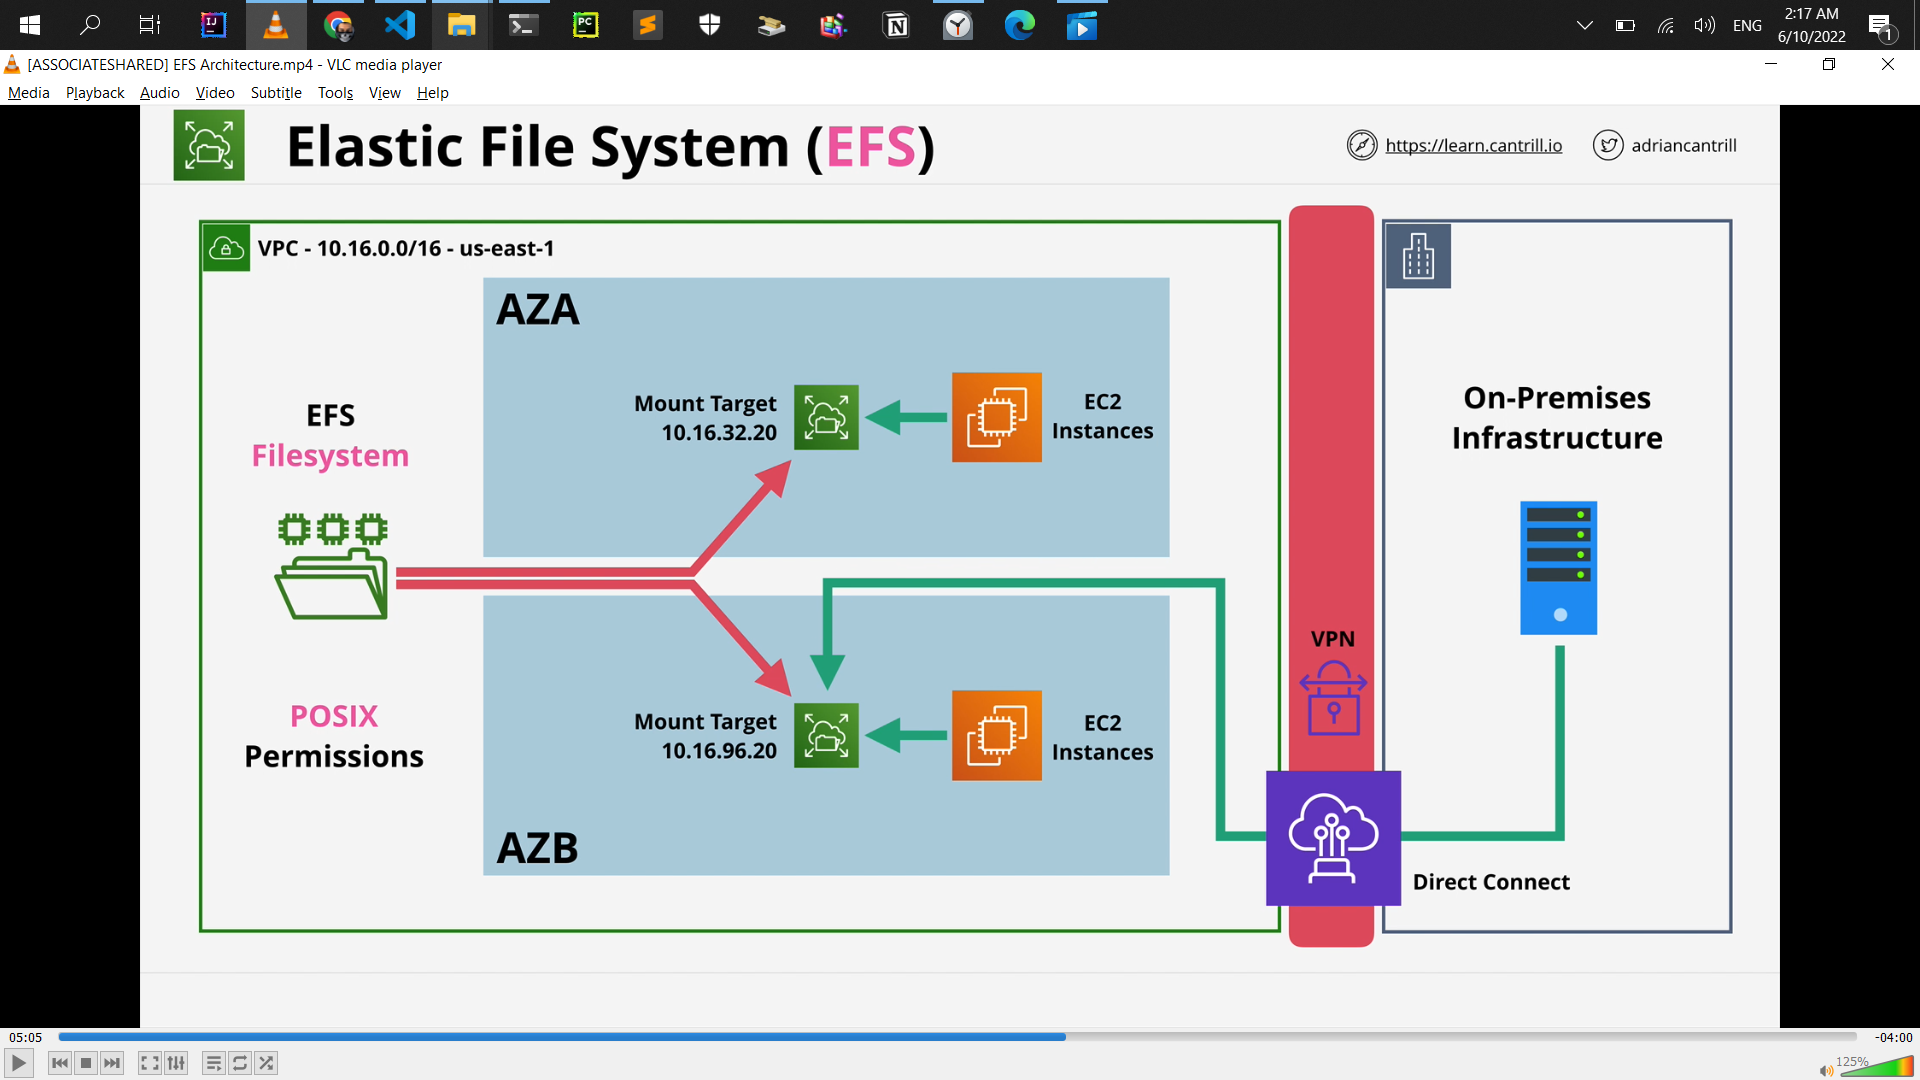 2:17 AM
ENG
6/10/2022
1
[ASSOCIATESHARED] EFS Architecture.mp4 - VLC media player
Media Playback Audio Video Subtitle Tools View Help
Elastic File System (EFS)
https://learn.cantrill.io
adriancantrill
VPC - 10.16.0.0/16 - us-east-1
AZA
Mount Target
10.16.32.20
EC2
Instances
EFS
Filesystem
POSIX
Permissions
Mount Target
10.16.96.20
EC2
Instances
AZB
VPN
On-Premises
Infrastructure
Direct Connect
05:05
-04:00
125%